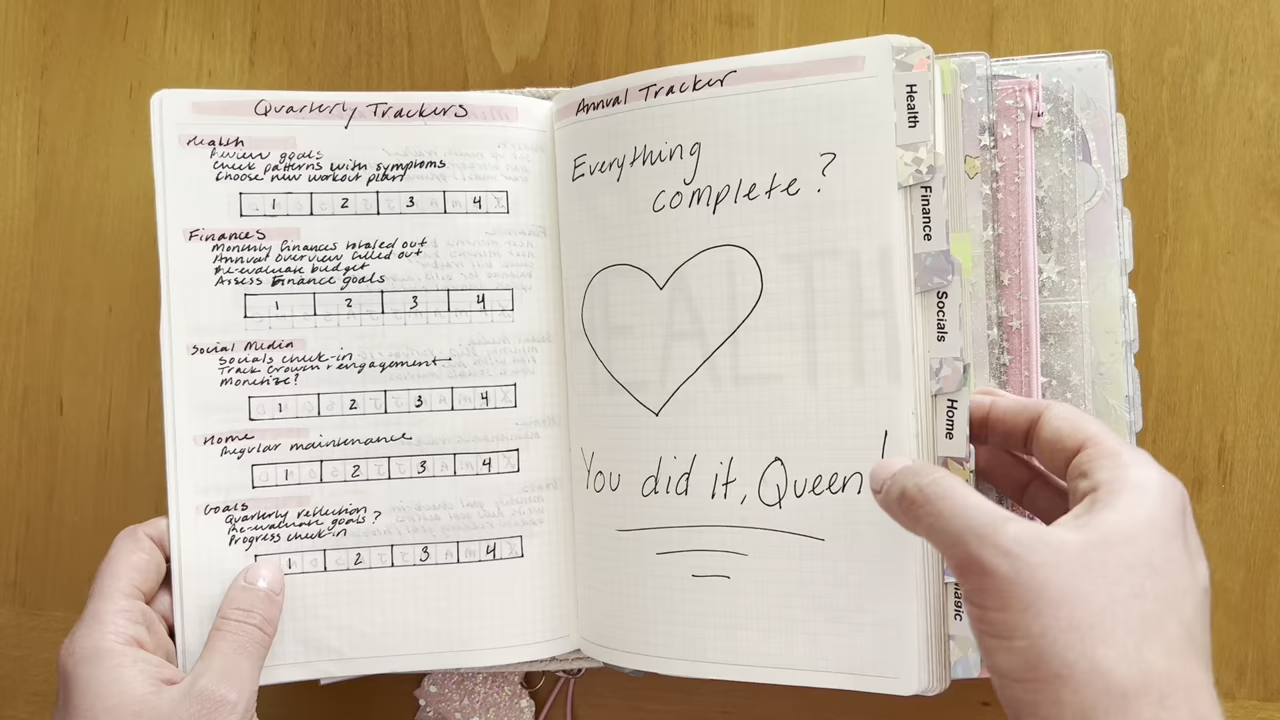 Quarterly Trackers
Health
Review goals
Check patterns with symptoms
Choose new workout plan
1 2 3 4
Finances
Monthly finances totaled out
Annual overview filled out
Re-evaluate budget
Assess Finance goals
1 2 3 4
Social Media
Socials check-in
Track Growth + engagement
Monetize?
1 2 3 4
Home
Regular maintenance
1 2 3 4
Goals
Quarterly reflection
Re-evaluate goals?
Progress check-in
1 2 3 4
Annual Tracker
Everything
complete?
You did it, Queen!
Health
Finance
Socials
Home
Magic